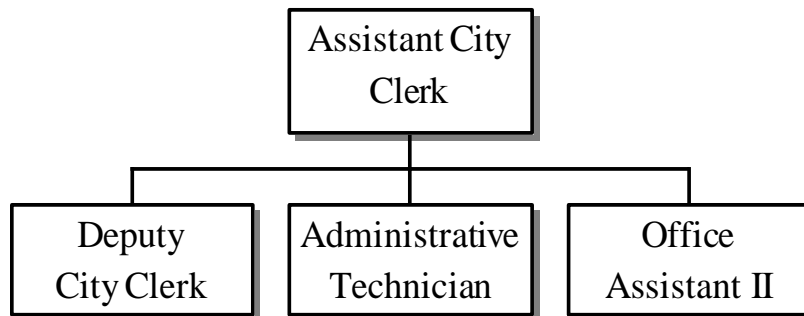 Assistant City
Clerk
Deputy
City Clerk
Administrative
Technician
Office
Assistant II